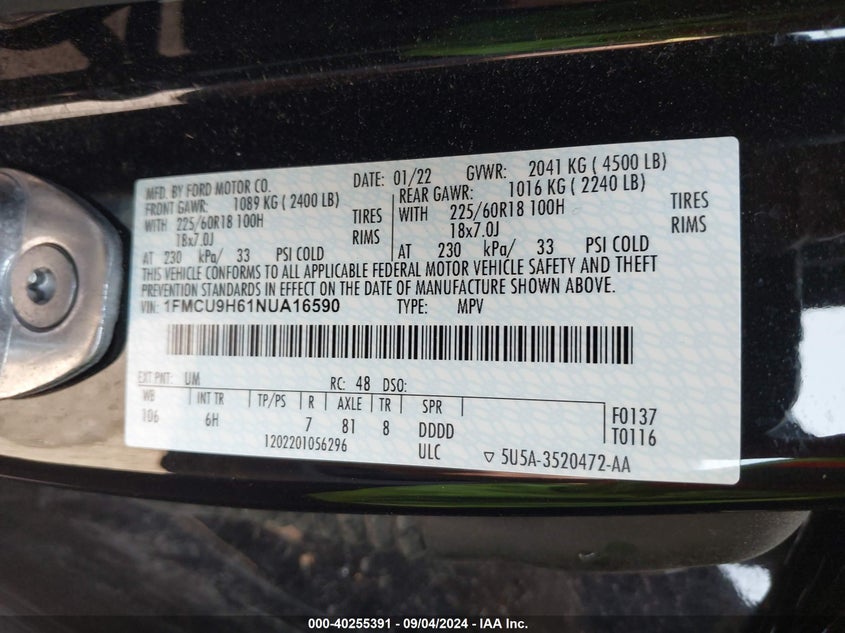 MFD. BY FORD MOTOR CO. DATE: 01/22 GVWR: 2041 KG ( 4500 LB)
FRONT GAWR: 1089 KG ( 2400 LB) REAR GAWR: 1016 KG ( 2240 LB)
WITH 225/60R18 100H TIRES WITH 225/60R18 100H TIRES
18x7.0J RIMS 18x7.0J RIMS
AT 230 kPa/ 33 PSI COLD AT 230 kPa/ 33 PSI COLD
THIS VEHICLE CONFORMS TO ALL APPLICABLE FEDERAL MOTOR VEHICLE SAFETY AND THEFT
PREVENTION STANDARDS IN EFFECT ON THE DATE OF MANUFACTURE SHOWN ABOVE.
VIN: 1FMCU9H61NUA16590 TYPE: MPV
EXT PNT: UM RC: 48 DSO:
WB INT TR TP/PS R AXLE TR SPR F0137
106 6H 7 81 8 DDDD T0116
1202201056296 ULC ▽ 5U5A-3520472-AA
000-40255391 - 09/04/2024 - IAA Inc.